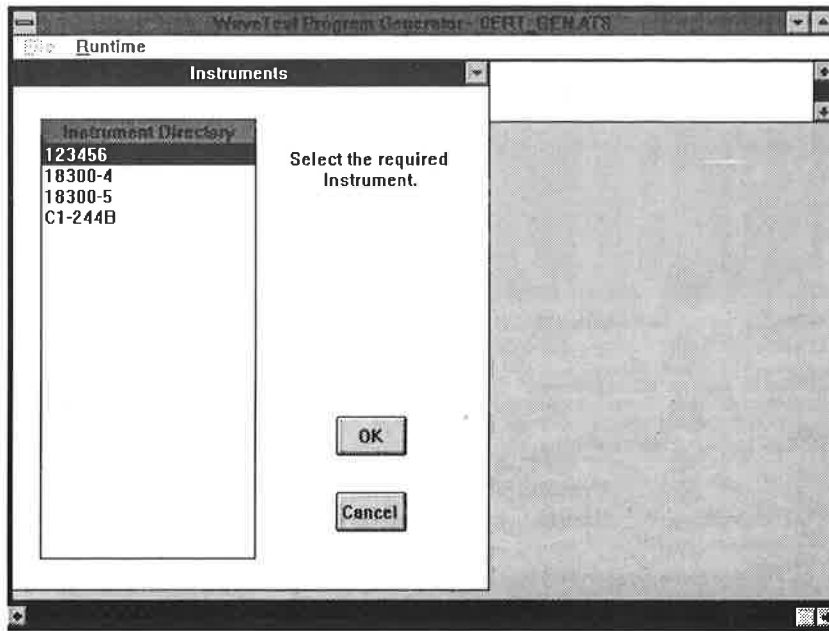 WaveTest Program Generator - CERT_GEN.ATS
File Runtime
Instruments
Instrument Directory
123456
18300-4
18300-5
C1-244B
Select the required
Instrument.
OK
Cancel